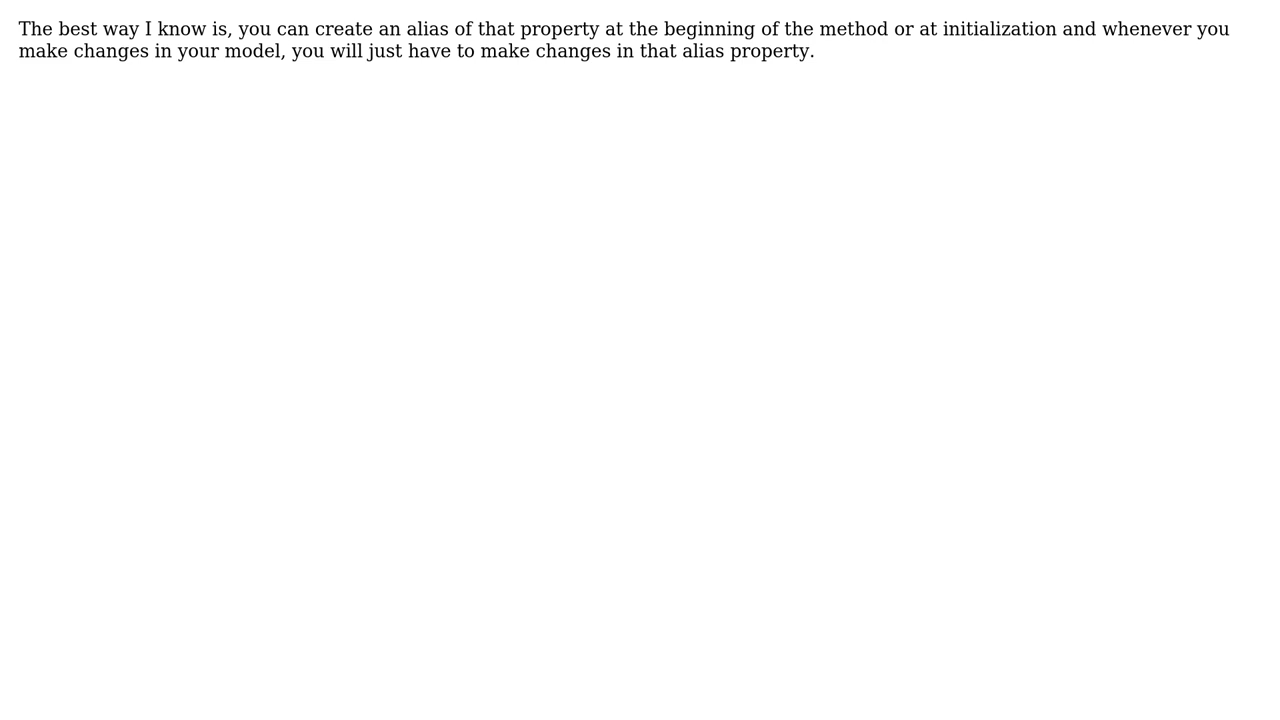 The best way I know is, you can create an alias of that property at the beginning of the method or at initialization and whenever you
make changes in your model, you will just have to make changes in that alias property.